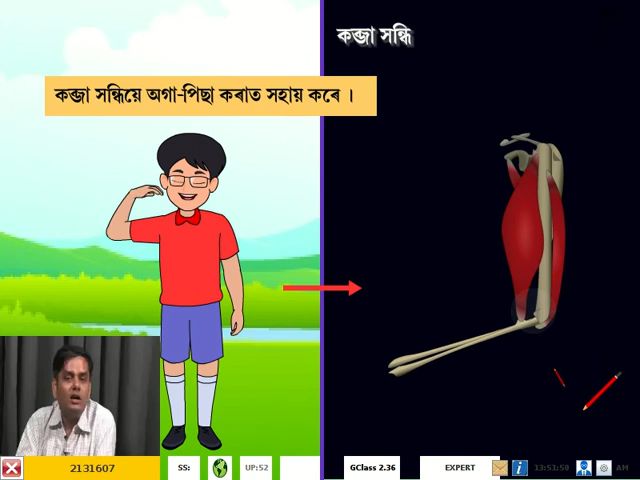 কব্জা সন্ধি
কব্জা সন্ধিয়ে অগা-পিছা কৰাত সহায় কৰে ।
2131607
SS:
UP:52
GClass 2.36
EXPERT
13:53:50
AM